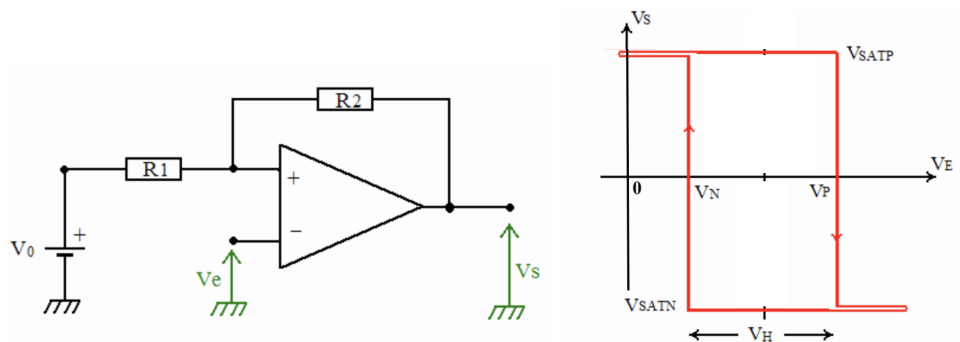 R2
R1
+
+
−
V0
Ve
Vs
VS
VSATP
VE
0
VN
VP
VSATN
VH